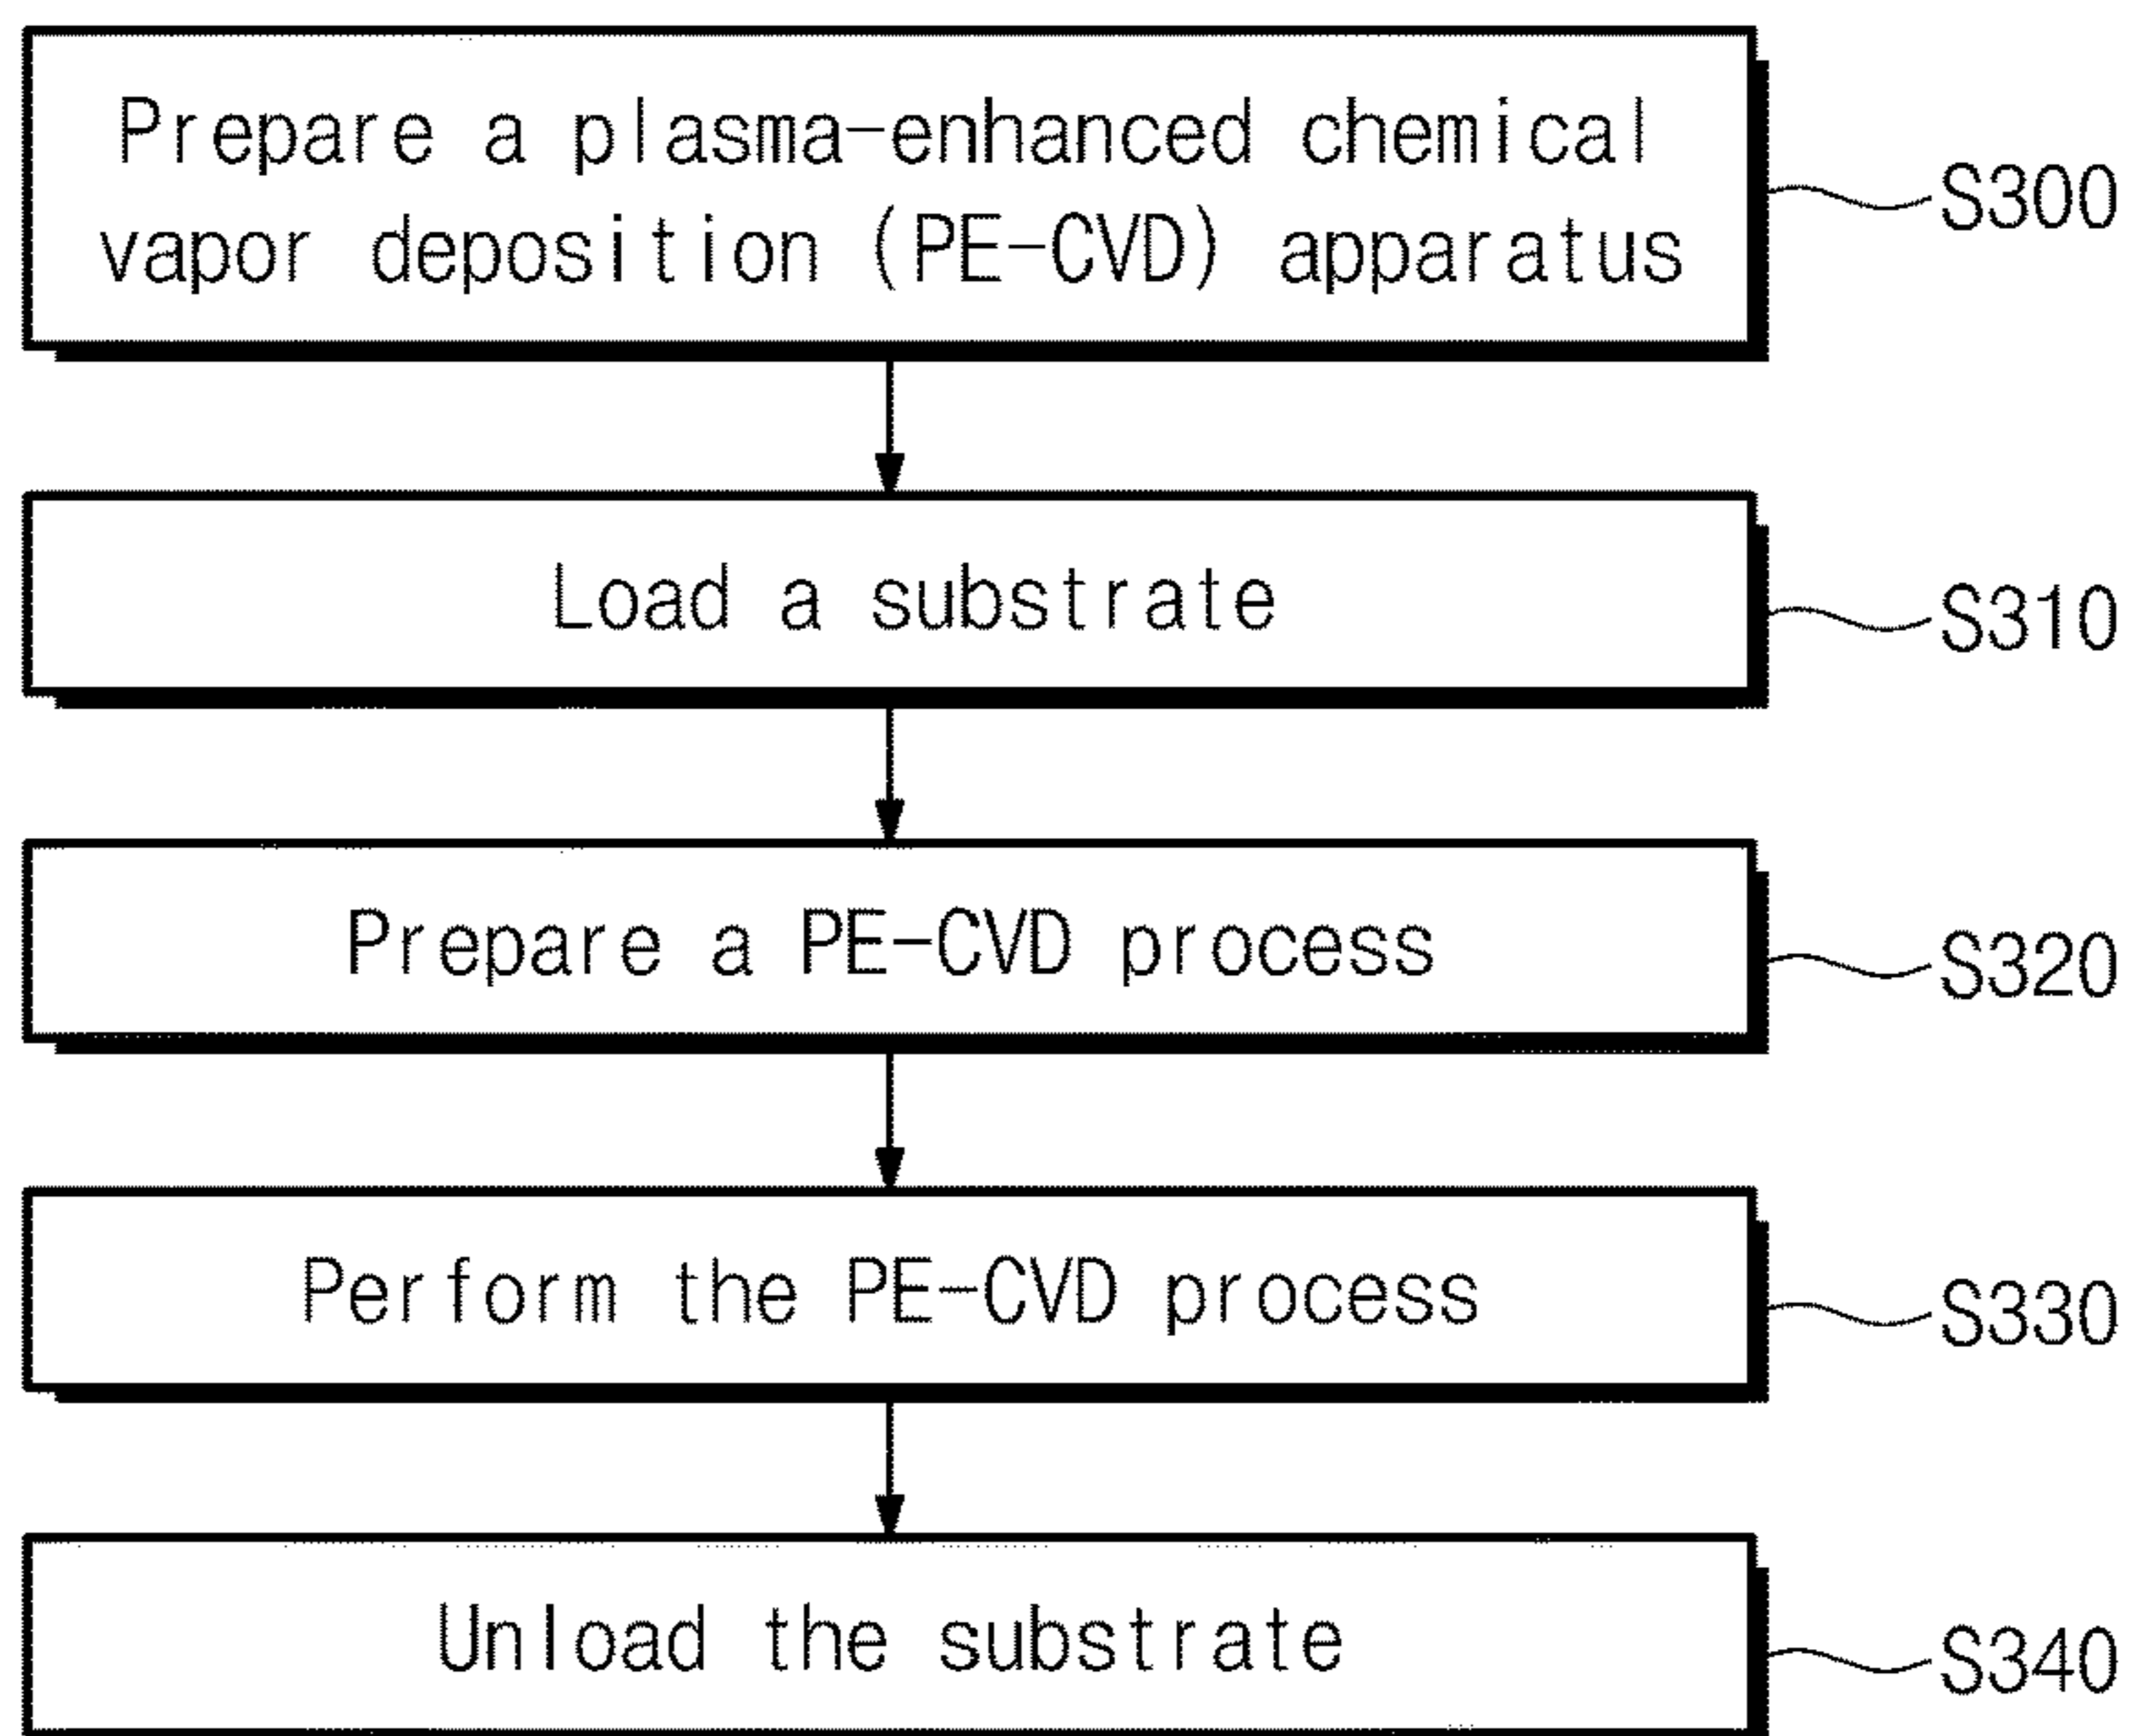 Prepare a plasma-enhanced chemical
vapor deposition (PE-CVD) apparatus
S300
Load a substrate
S310
Prepare a PE-CVD process
S320
Perform the PE-CVD process
S330
Unload the substrate
S340